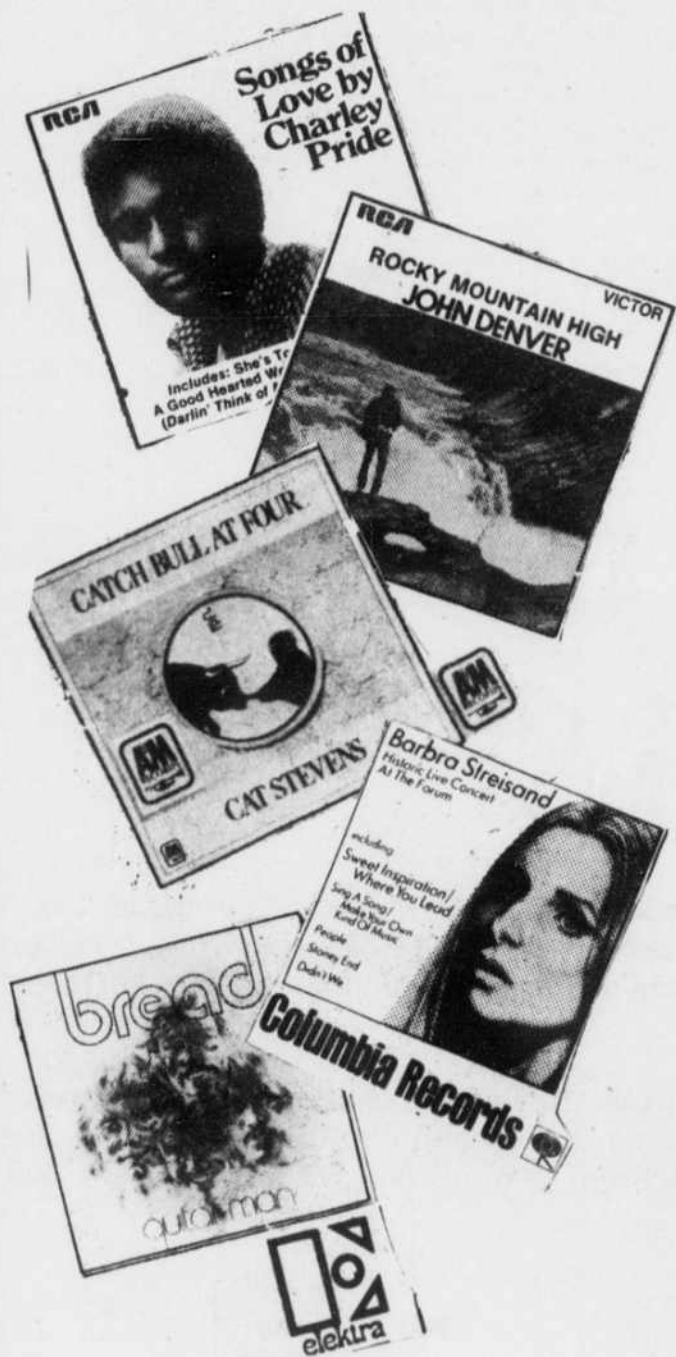 RCA
Songs of
Love by
Charley
Pride
Includes: She's
A Good Hearted
(Darlin' Think of
RCA
VICTOR
ROCKY MOUNTAIN HIGH
JOHN DENVER
CATCH BULL AT FOUR
AM
CAT STEVENS
AM
AM
Barbra Streisand
Historic Live Concert
At The Forum
including
Sweet Inspiration/
Where You Lead
Sing A Song/
Make Your Own
Kind Of Music
People
Stoney End
Didn't We
Columbia Records
bread
guitar man
elektra